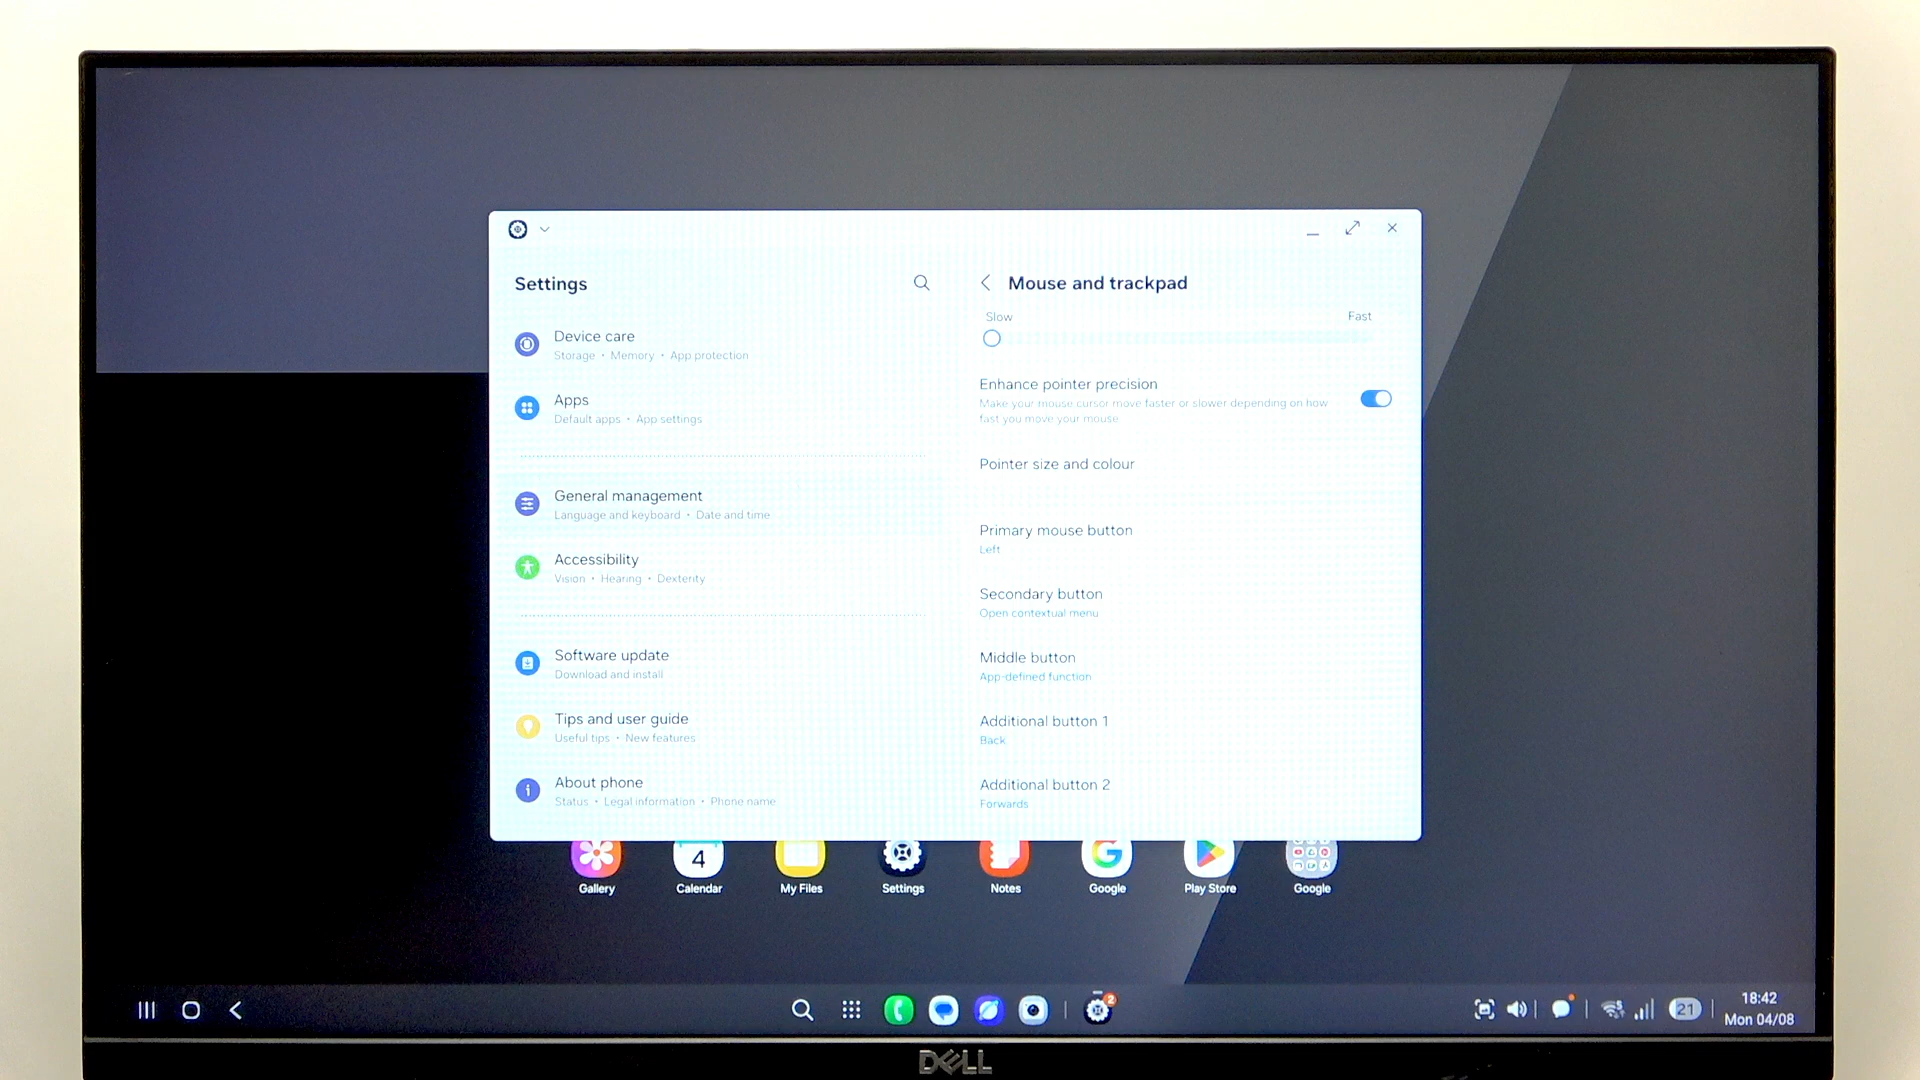 Settings
Device care
Storage • Memory • App protection
Apps
Default apps • App settings
General management
Language and keyboard • Date and time
Accessibility
Vision • Hearing • Dexterity
Software update
Download and install
Tips and user guide
Useful tips • New features
About phone
Status • Legal information • Phone name
Mouse and trackpad
Slow
Fast
Enhance pointer precision
Make your mouse cursor move faster or slower depending on how
fast you move your mouse
Pointer size and colour
Primary mouse button
Left
Secondary button
Open contextual menu
Middle button
App-defined function
Additional button 1
Back
Additional button 2
Forwards
4
Gallery
Calendar
My Files
Settings
Notes
Google
Play Store
Google
2
21
18:42
Mon 04/08
DELL